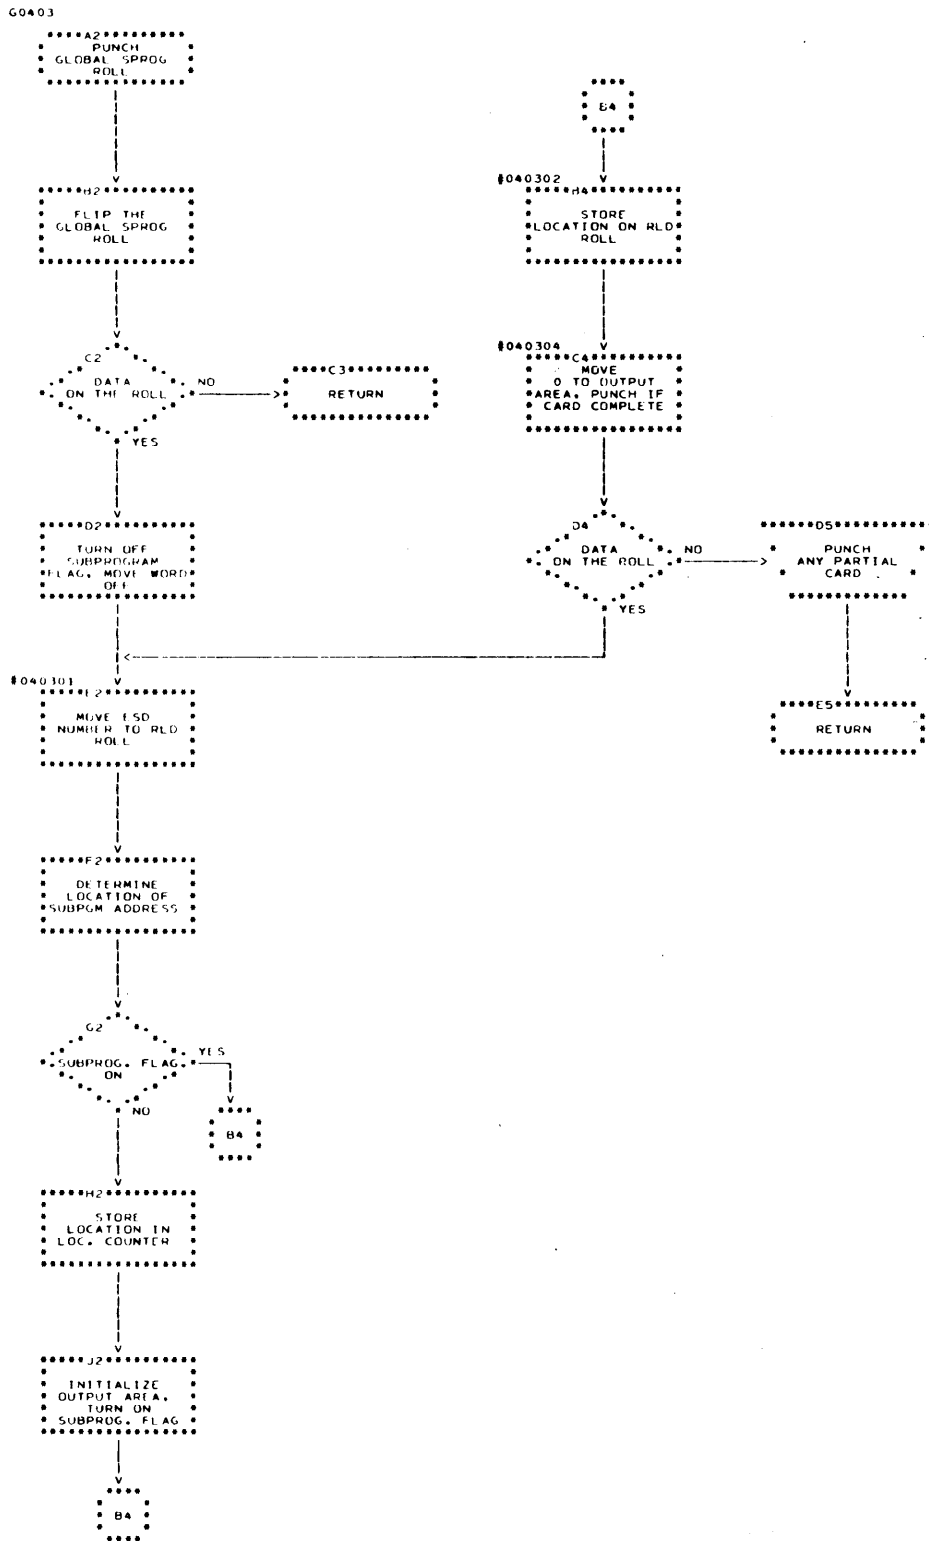 G0403
A2
PUNCH
GLOBAL SPROG
ROLL
B2
FLIP THE
GLOBAL SPROG
ROLL
C2
DATA
ON THE ROLL
NO
YES
C3
RETURN
D2
TURN OFF
SUBPROGRAM
FLAG, MOVE WORD
OFF
#040301
E2
MOVE ESD
NUMBER TO RLD
ROLL
F2
DETERMINE
LOCATION OF
SUBPGM ADDRESS
G2
SUBPROG. FLAG
ON
YES
NO
B4
H2
STORE
LOCATION IN
LOC. COUNTER
J2
INITIALIZE
OUTPUT AREA,
TURN ON
SUBPROG. FLAG
B4
B4
#040302
B4
STORE
LOCATION ON RLD
ROLL
#040304
C4
MOVE
0 TO OUTPUT
AREA, PUNCH IF
CARD COMPLETE
D4
DATA
ON THE ROLL
NO
YES
D5
PUNCH
ANY PARTIAL
CARD
E5
RETURN